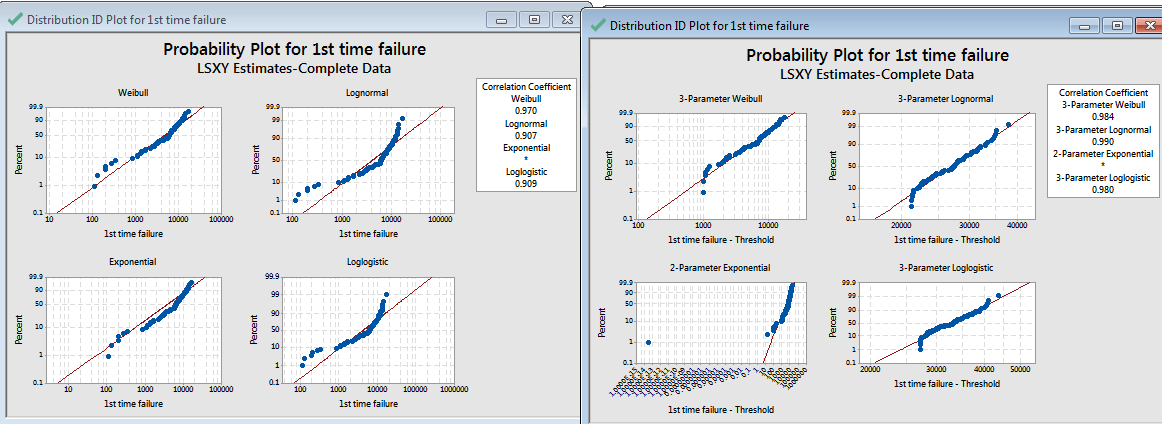 Distribution ID Plot for 1st time failure
Probability Plot for 1st time failure
LSXY Estimates-Complete Data
Weibull
99.9
90
50
10
1
0.1
Percent
10 100 1000 10000 100000
1st time failure
Lognormal
99.9
99
90
50
10
1
0.1
Percent
100 1000 10000 100000
1st time failure
Correlation Coefficient
Weibull
0.970
Lognormal
0.907
Exponential
*
Loglogistic
0.909
Exponential
99.9
90
50
10
1
0.1
Percent
10 100 1000 10000 100000
1st time failure
Loglogistic
99.9
99
90
50
10
1
0.1
Percent
100 1000 10000 100000 1000000
1st time failure
Distribution ID Plot for 1st time failure
Probability Plot for 1st time failure
LSXY Estimates-Complete Data
3-Parameter Weibull
99.9
90
50
10
1
0.1
Percent
100 1000 10000
1st time failure - Threshold
3-Parameter Lognormal
99.9
99
90
50
10
1
0.1
Percent
20000 30000 40000
1st time failure - Threshold
Correlation Coefficient
3-Parameter Weibull
0.984
3-Parameter Lognormal
0.990
2-Parameter Exponential
*
3-Parameter Loglogistic
0.980
2-Parameter Exponential
99.9
90
50
10
1
0.1
Percent
1st time failure - Threshold
3-Parameter Loglogistic
99.9
99
90
50
10
1
0.1
Percent
20000 30000 40000 50000
1st time failure - Threshold